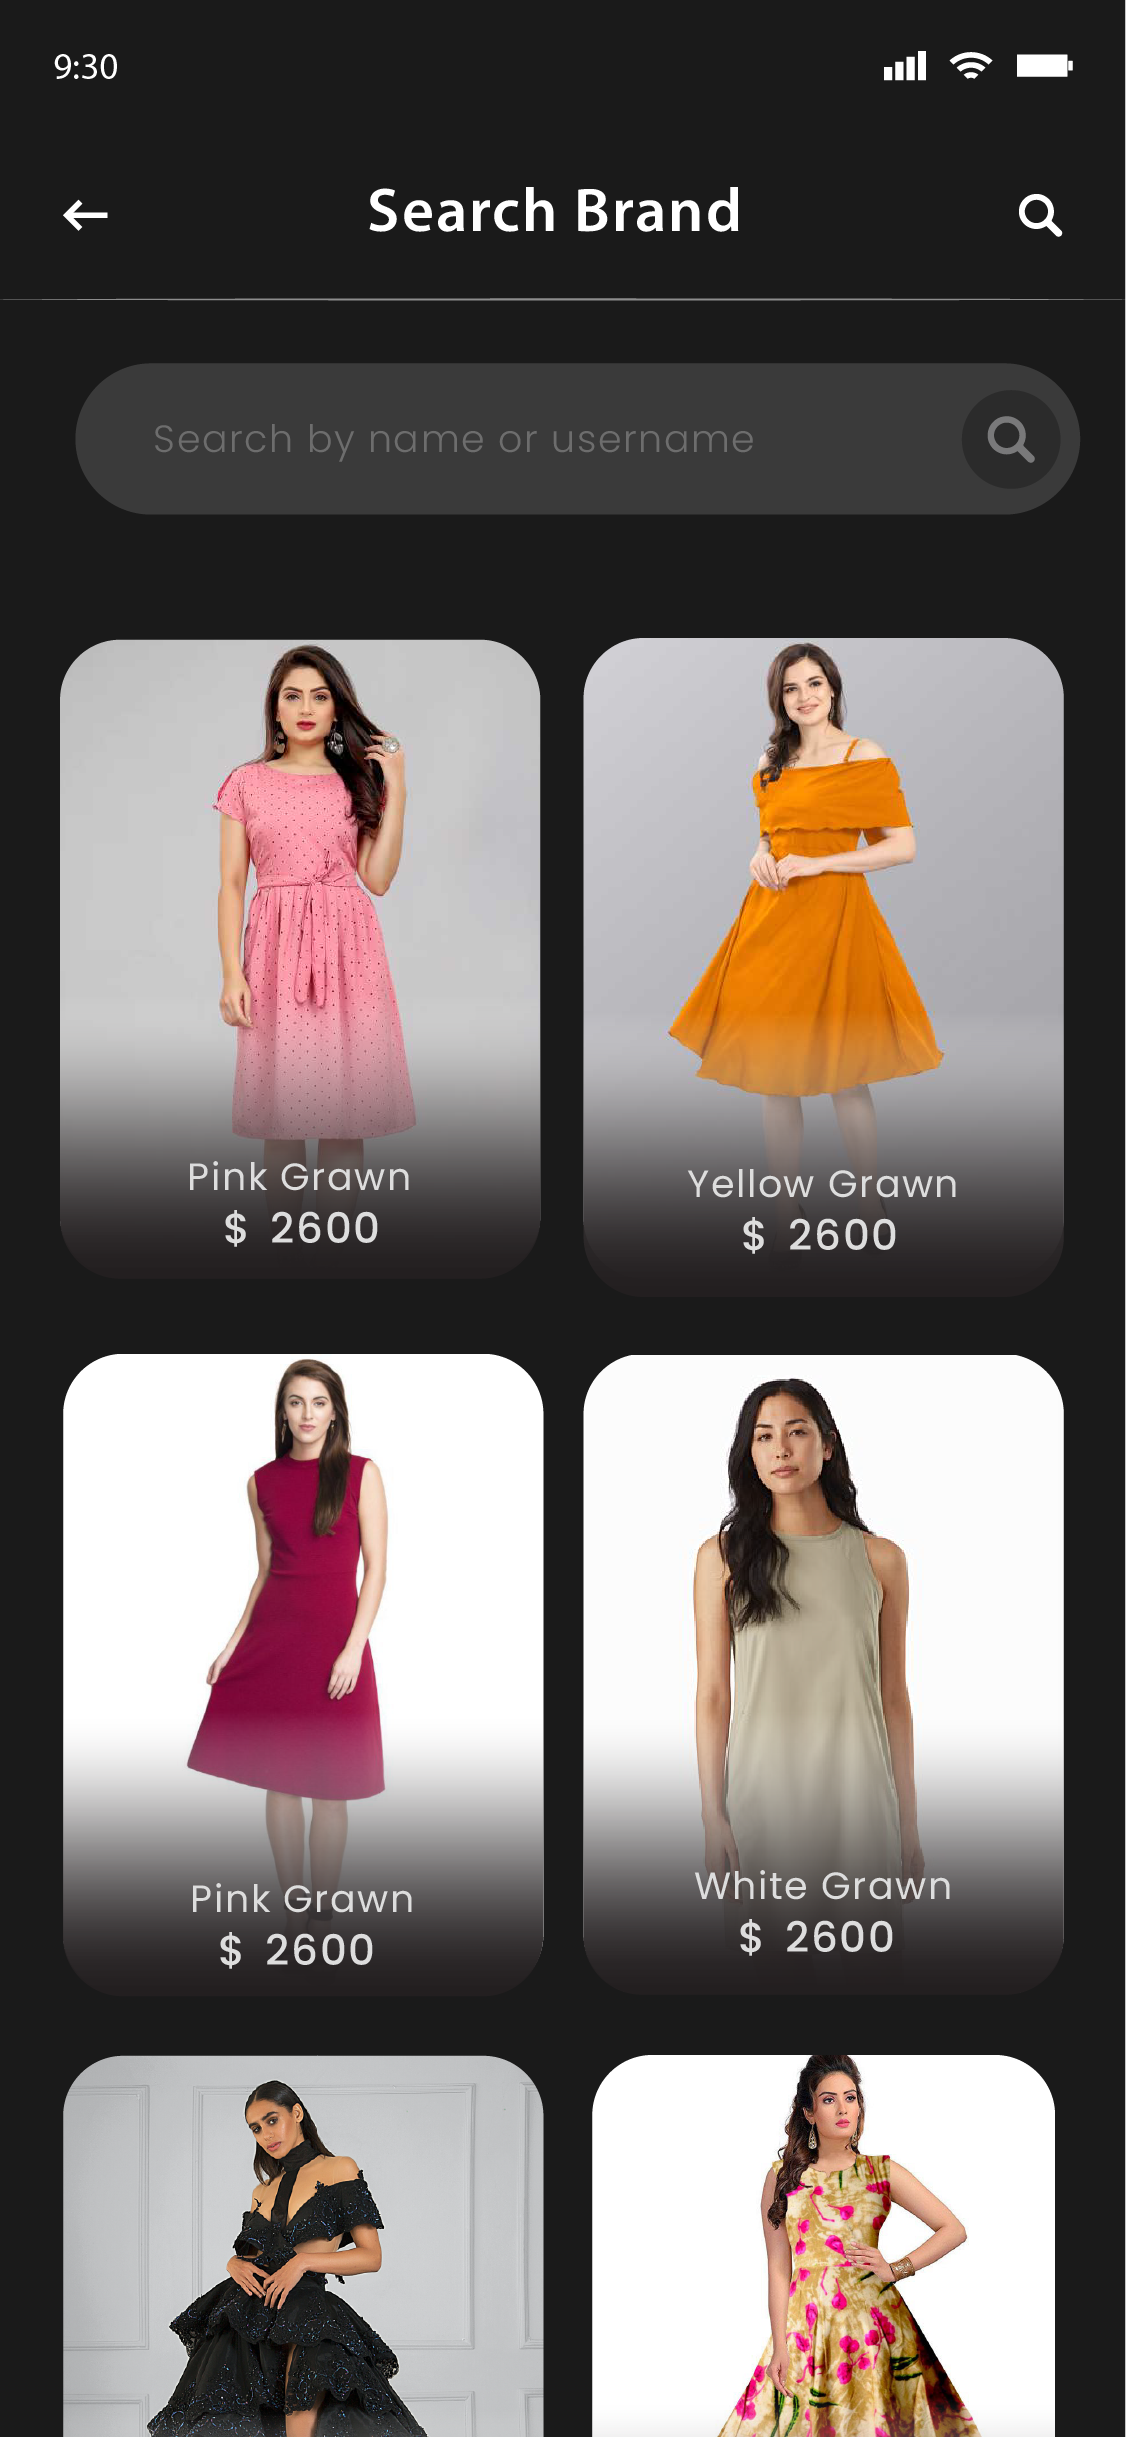 9:30
Search Brand
Search by name or username
Pink Grawn
$ 2600
Yellow Grawn
$ 2600
Pink Grawn
$ 2600
White Grawn
$ 2600